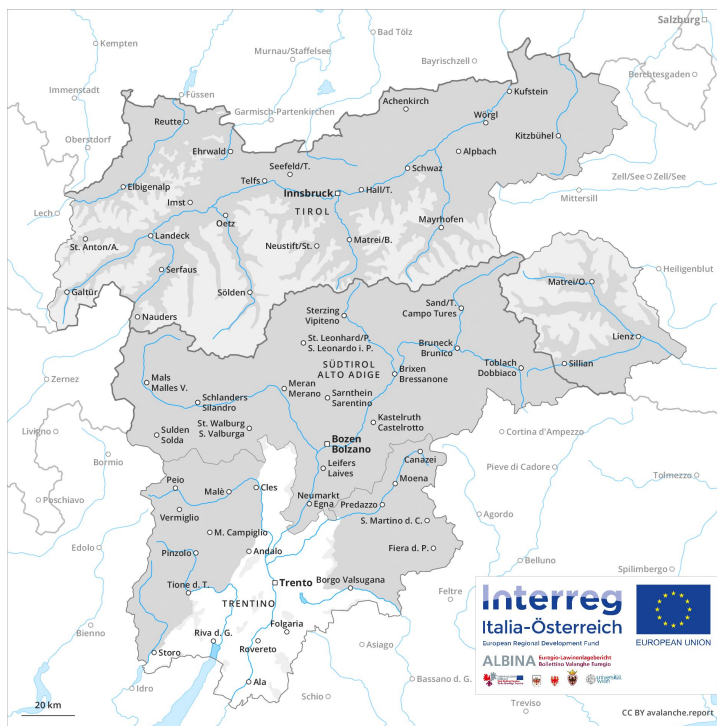 Salzburg
Kempten
Bad Tölz
Murnau/Staffelsee
Bayrischzell
Berchtesgaden
Immenstadt
Füssen
Garmisch-Partenkirchen
Achenkirch
Kufstein
Reutte
Wörgl
Oberstdorf
Ehrwald
Kitzbühel
Alpbach
Seefeld/T.
Schwaz
Telfs
Zell/See
Zell/See
Elbigenalp
Innsbruck
Hall/T.
Mittersill
Imst
TIROL
Lech
Oetz
Mayrhofen
St. Anton/A.
Landeck
Neustift/St.
Matrei/B.
Serfaus
Heiligenblut
Galtür
Sölden
Matrei/O.
Nauders
Sterzing
Vipiteno
Sand/T.
Campo Tures
Lienz
St. Leonhard/P.
S. Leonardo i. P.
Bruneck
Brunico
Toblach
Dobbiaco
Sillian
SÜDTIROL
ALTO ADIGE
Brixen
Bressanone
Zernez
Mals
Malles V.
Meran
Merano
Schlanders
Silandro
Sarnthein
Sarentino
Kastelruth
Castelrotto
St. Walburg
S. Valburga
Livigno
Sulden
Solda
Bozen
Bolzano
Cortina d'Ampezzo
Bormio
Canazei
Leifers
Laives
Pieve di Cadore
Tolmezzo
Peio
Cles
Moena
Malè
Poschiavo
Neumarkt
Egna
Predazzo
Vermiglio
Agordo
S. Martino d. C.
M. Campiglio
Edolo
Pinzolo
Andalo
Fiera d. P.
Belluno
Spilimbergo
Tione d. T.
Trento
Borgo Valsugana
Feltre
TRENTINO
Folgaria
Bienno
Riva d. G.
Rovereto
Asiago
Storo
Idro
Ala
Schio
Bassano d. G.
Treviso
Interreg
Italia-Österreich
European Regional Development Fund
EUROPEAN UNION
ALBINA
Euregio-Lawinenlagebericht
Bollettino Valanghe Euregio
universität
wien
20 km
CC BY avalanche.report